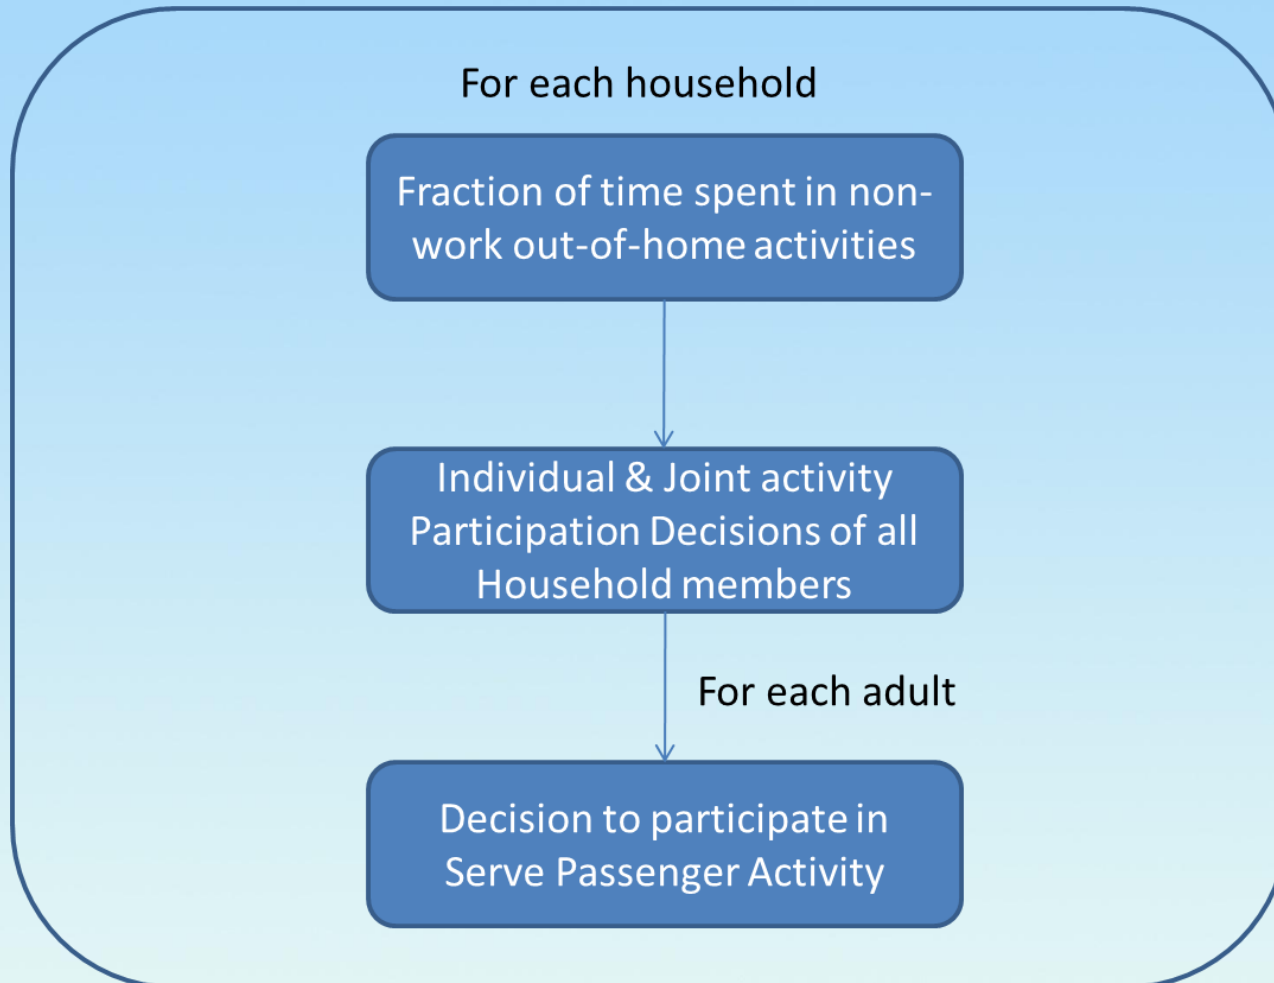 For each household
Fraction of time spent in non-
work out-of-home activities
Individual & Joint activity
Participation Decisions of all
Household members
For each adult
Decision to participate in
Serve Passenger Activity